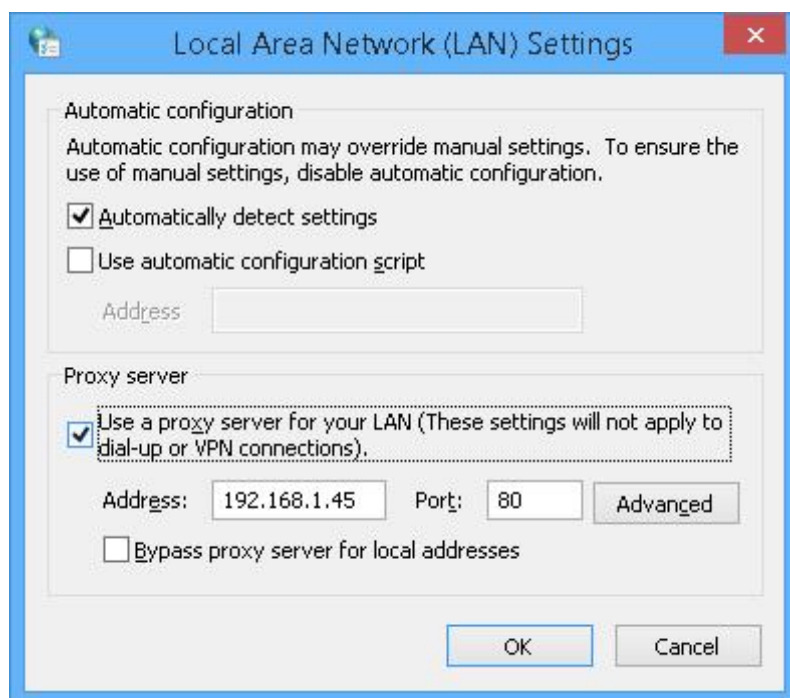 Local Area Network (LAN) Settings
Automatic configuration
Automatic configuration may override manual settings. To ensure the
use of manual settings, disable automatic configuration.
Automatically detect settings
Use automatic configuration script
Address
Proxy server
Use a proxy server for your LAN (These settings will not apply to
dial-up or VPN connections).
Address: 192.168.1.45 Port: 80 Advanced
Bypass proxy server for local addresses
OK Cancel